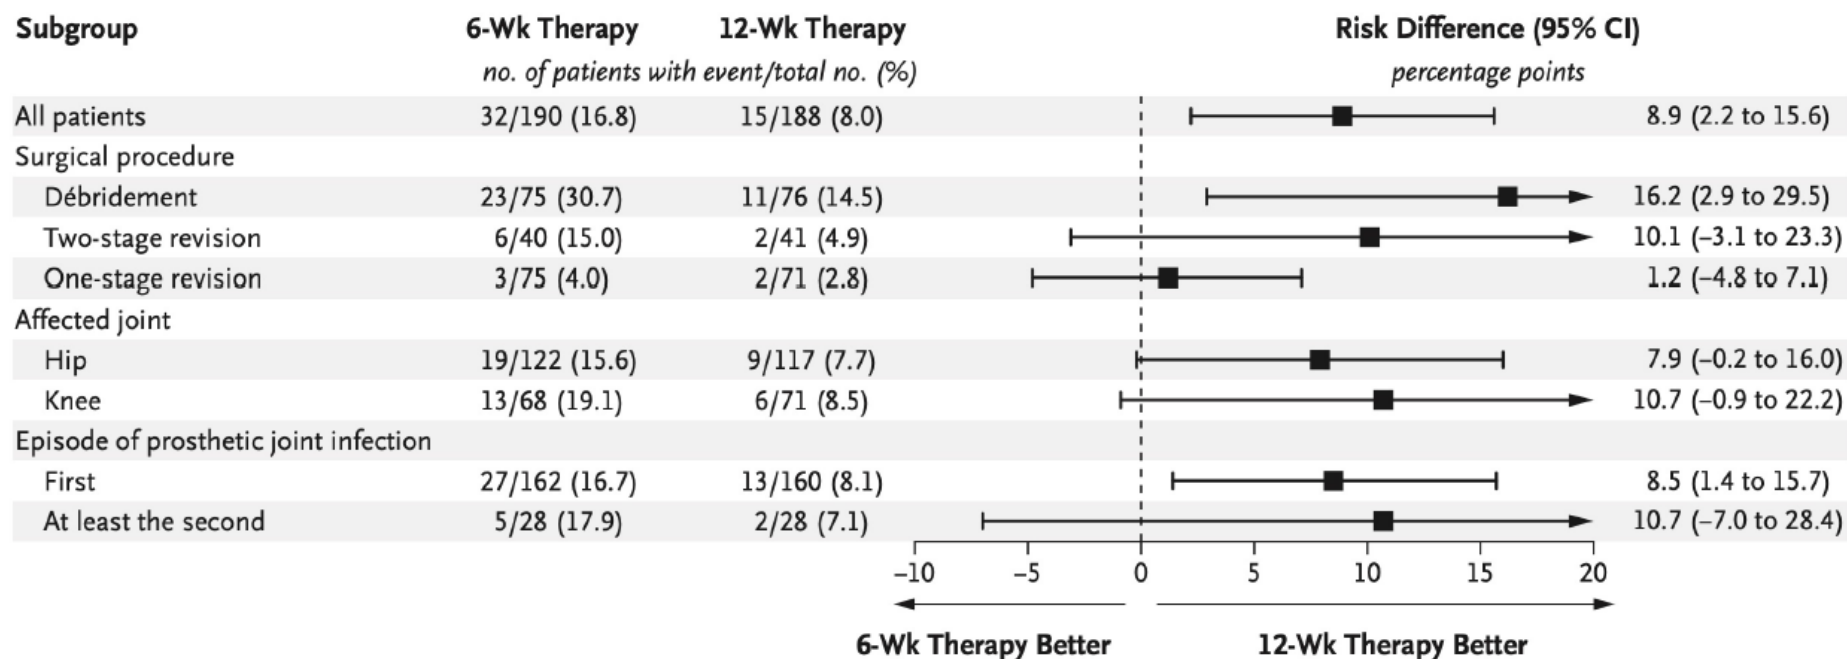 Subgroup 6-Wk Therapy 12-Wk Therapy Risk Difference (95% CI)
no. of patients with event/total no. (%) percentage points
All patients 32/190 (16.8) 15/188 (8.0) 8.9 (2.2 to 15.6)
Surgical procedure
Débridement 23/75 (30.7) 11/76 (14.5) 16.2 (2.9 to 29.5)
Two-stage revision 6/40 (15.0) 2/41 (4.9) 10.1 (–3.1 to 23.3)
One-stage revision 3/75 (4.0) 2/71 (2.8) 1.2 (–4.8 to 7.1)
Affected joint
Hip 19/122 (15.6) 9/117 (7.7) 7.9 (–0.2 to 16.0)
Knee 13/68 (19.1) 6/71 (8.5) 10.7 (–0.9 to 22.2)
Episode of prosthetic joint infection
First 27/162 (16.7) 13/160 (8.1) 8.5 (1.4 to 15.7)
At least the second 5/28 (17.9) 2/28 (7.1) 10.7 (–7.0 to 28.4)
–10 –5 0 5 10 15 20
6-Wk Therapy Better 12-Wk Therapy Better